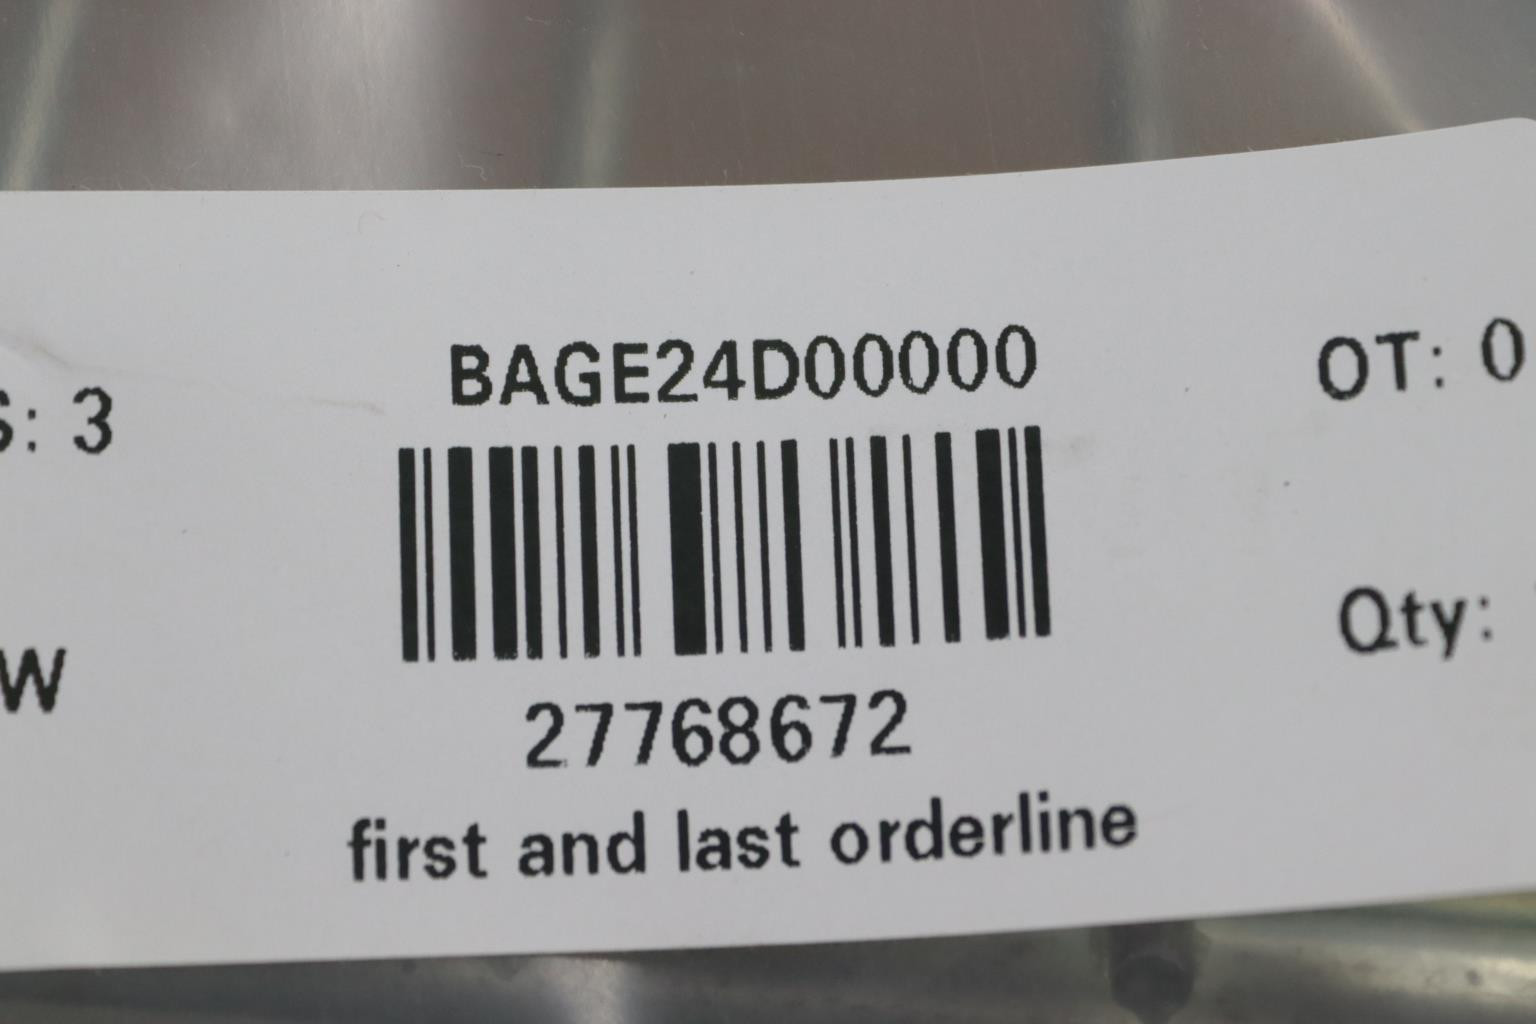 BAGE24D00000
OT: 0
S: 3
Qty:
W
27768672
first and last orderline